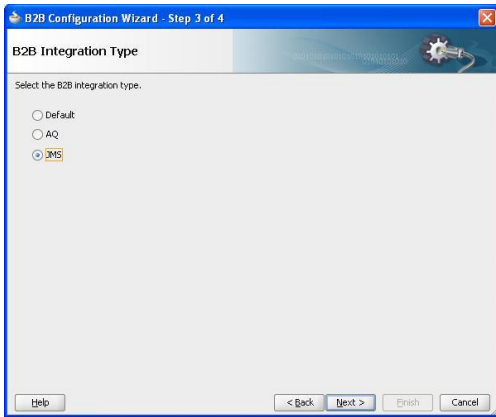 B2B Configuration Wizard - Step 3 of 4
B2B Integration Type
Select the B2B integration type.
Default
AQ
JMS
Help
< Back
Next >
Finish
Cancel